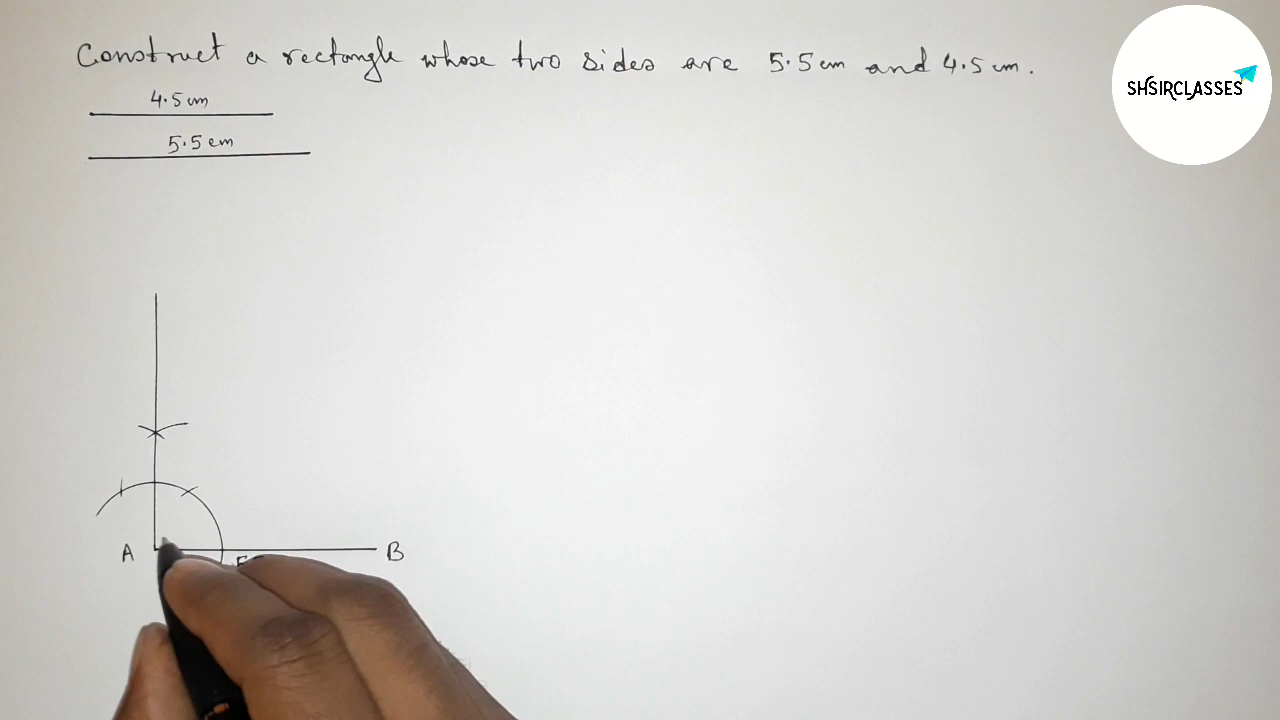 Construct a rectangle whose two sides are 5.5 cm and 4.5 cm.
SHSIRCLASSES
4.5 cm
5.5 cm
A
B